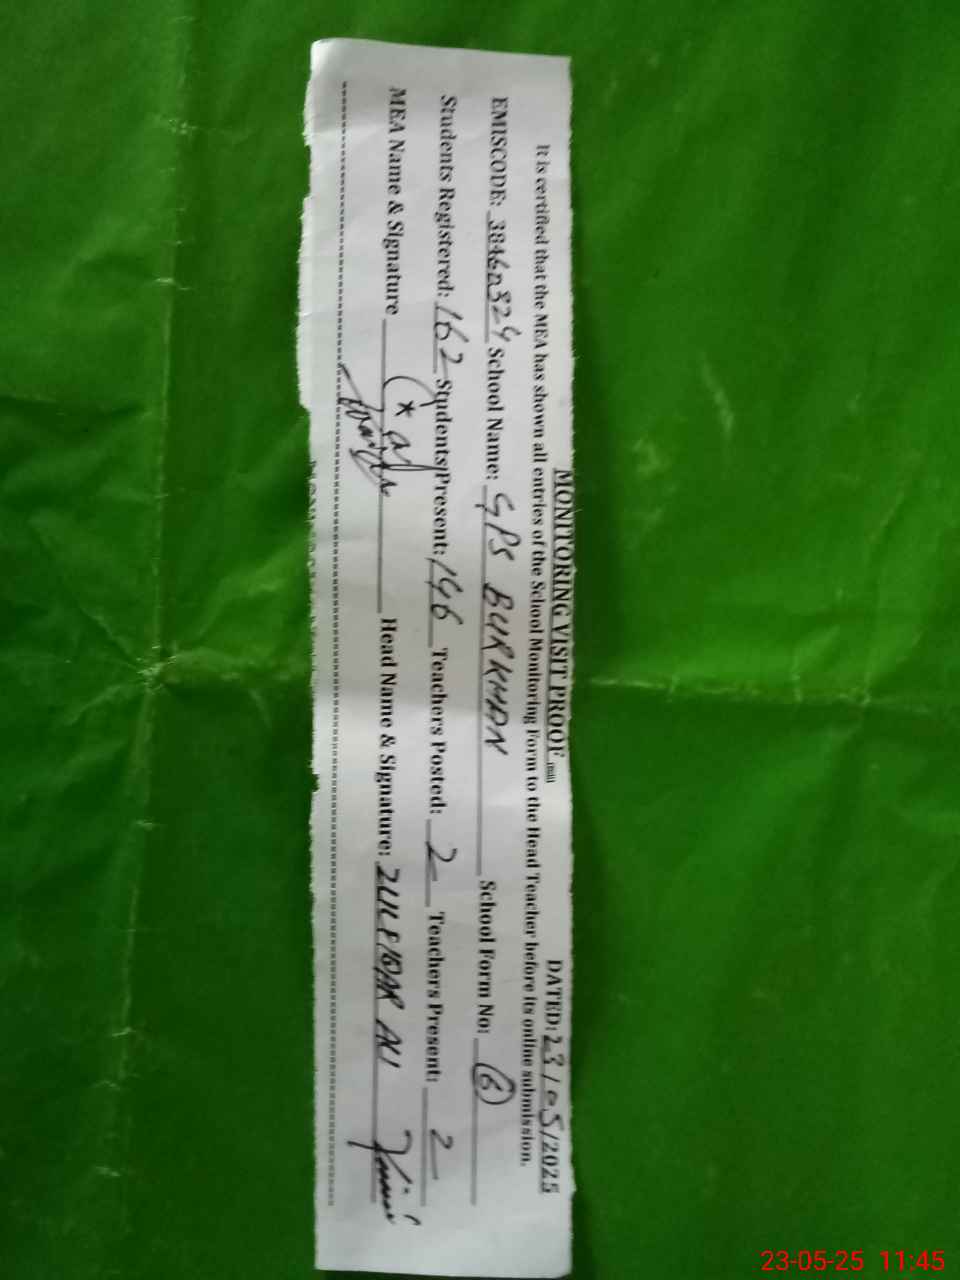 MONITORING VISIT PROOF DATED: 23/05/2025
It is certified that the MEA has shown all entries of the School Monitoring Form to the Head Teacher before its online submission.
EMISCODE: School Name: GPS BURKHAN School Form No: 6
Students Registered: 162 Students Present: 146 Teachers Posted: 2 Teachers Present: 2
MEA Name & Signature Head Name & Signature: ZULFIQAR ALI
23-05-25 11:45